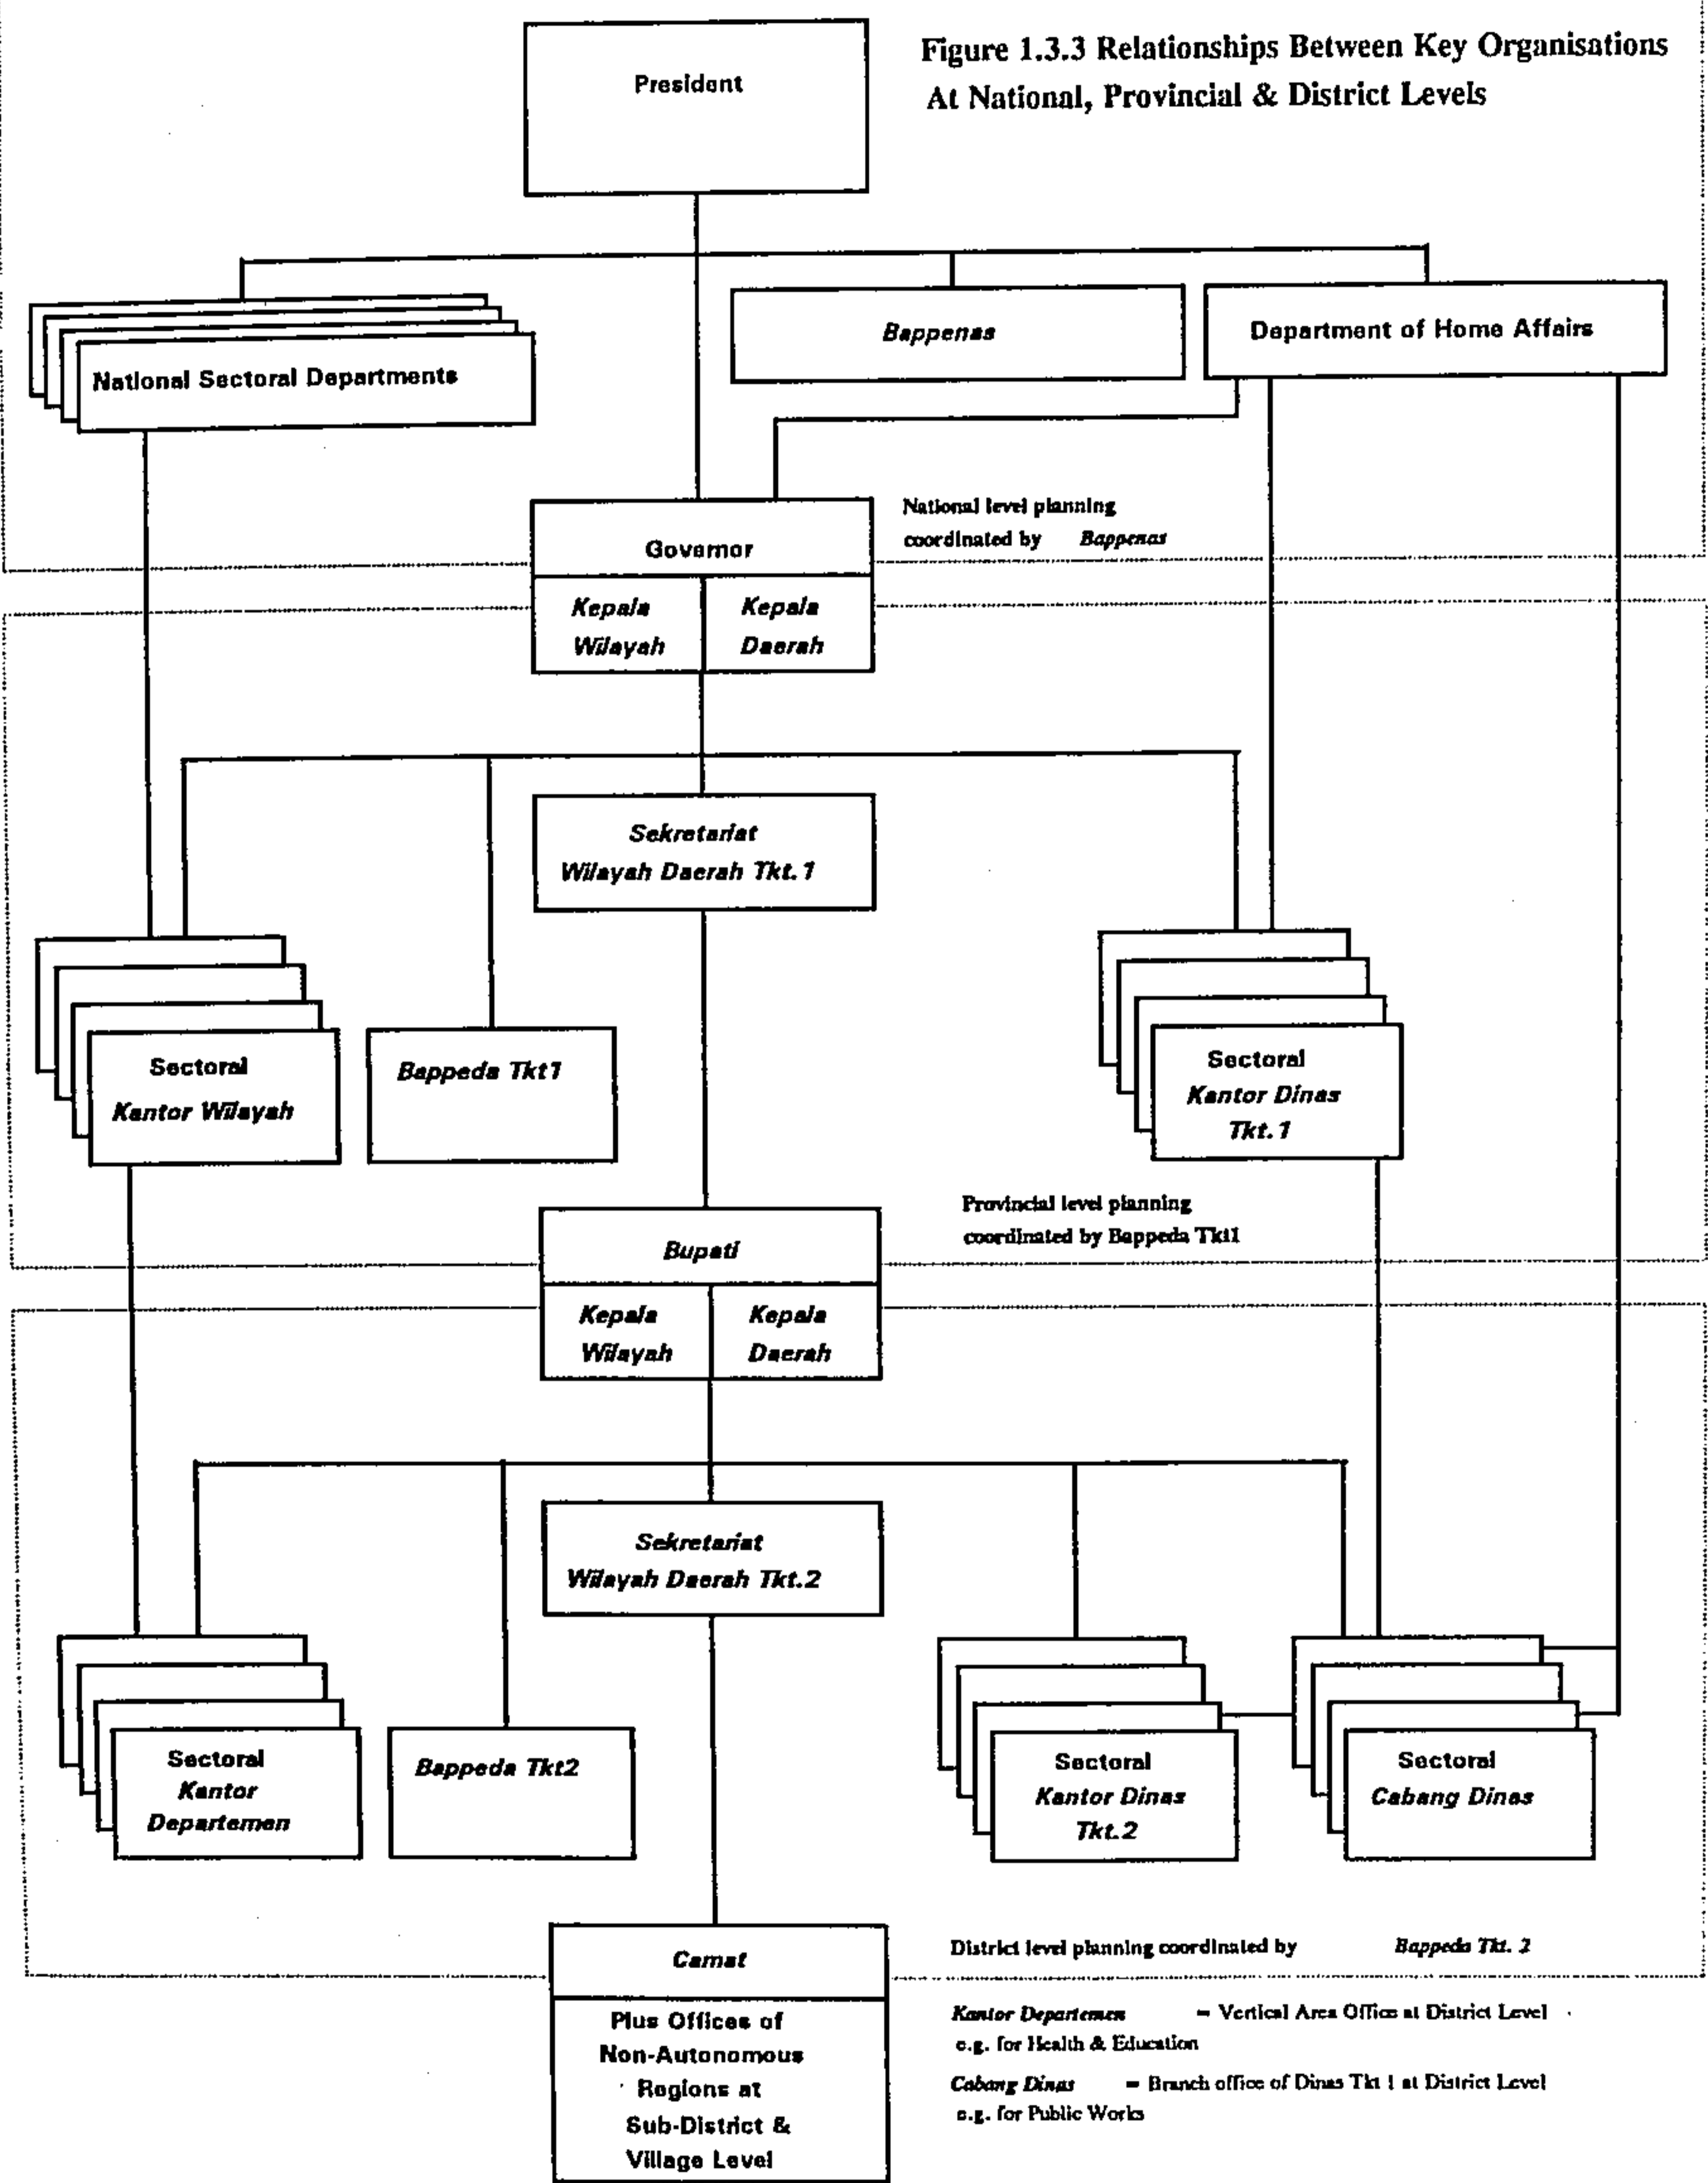 Figure 1.3.3 Relationships Between Key Organisations
At National, Provincial & District Levels
President
National Sectoral Departments
Bappenas
Department of Home Affairs
National level planning
coordinated by Bappenas
Governor
Kepala
Wilayah
Kepala
Daerah
Sekretariat
Wilayah Daerah Tkt.1
Sectoral
Kantor Wilayah
Bappeda Tkt1
Sectoral
Kantor Dinas
Tkt.1
Provincial level planning
coordinated by Bappeda Tkt1
Bupati
Kepala
Wilayah
Kepala
Daerah
Sekretariat
Wilayah Daerah Tkt.2
Sectoral
Kantor
Departemen
Bappeda Tkt2
Sectoral
Kantor Dinas
Tkt.2
Sectoral
Cabang Dinas
District level planning coordinated by Bappeda Tkt. 2
Camat
Plus Offices of
Non-Autonomous
Regions at
Sub-District &
Village Level
Kantor Departemen = Vertical Area Office at District Level
e.g. for Health & Education
Cabang Dinas = Branch office of Dinas Tkt 1 at District Level
e.g. for Public Works